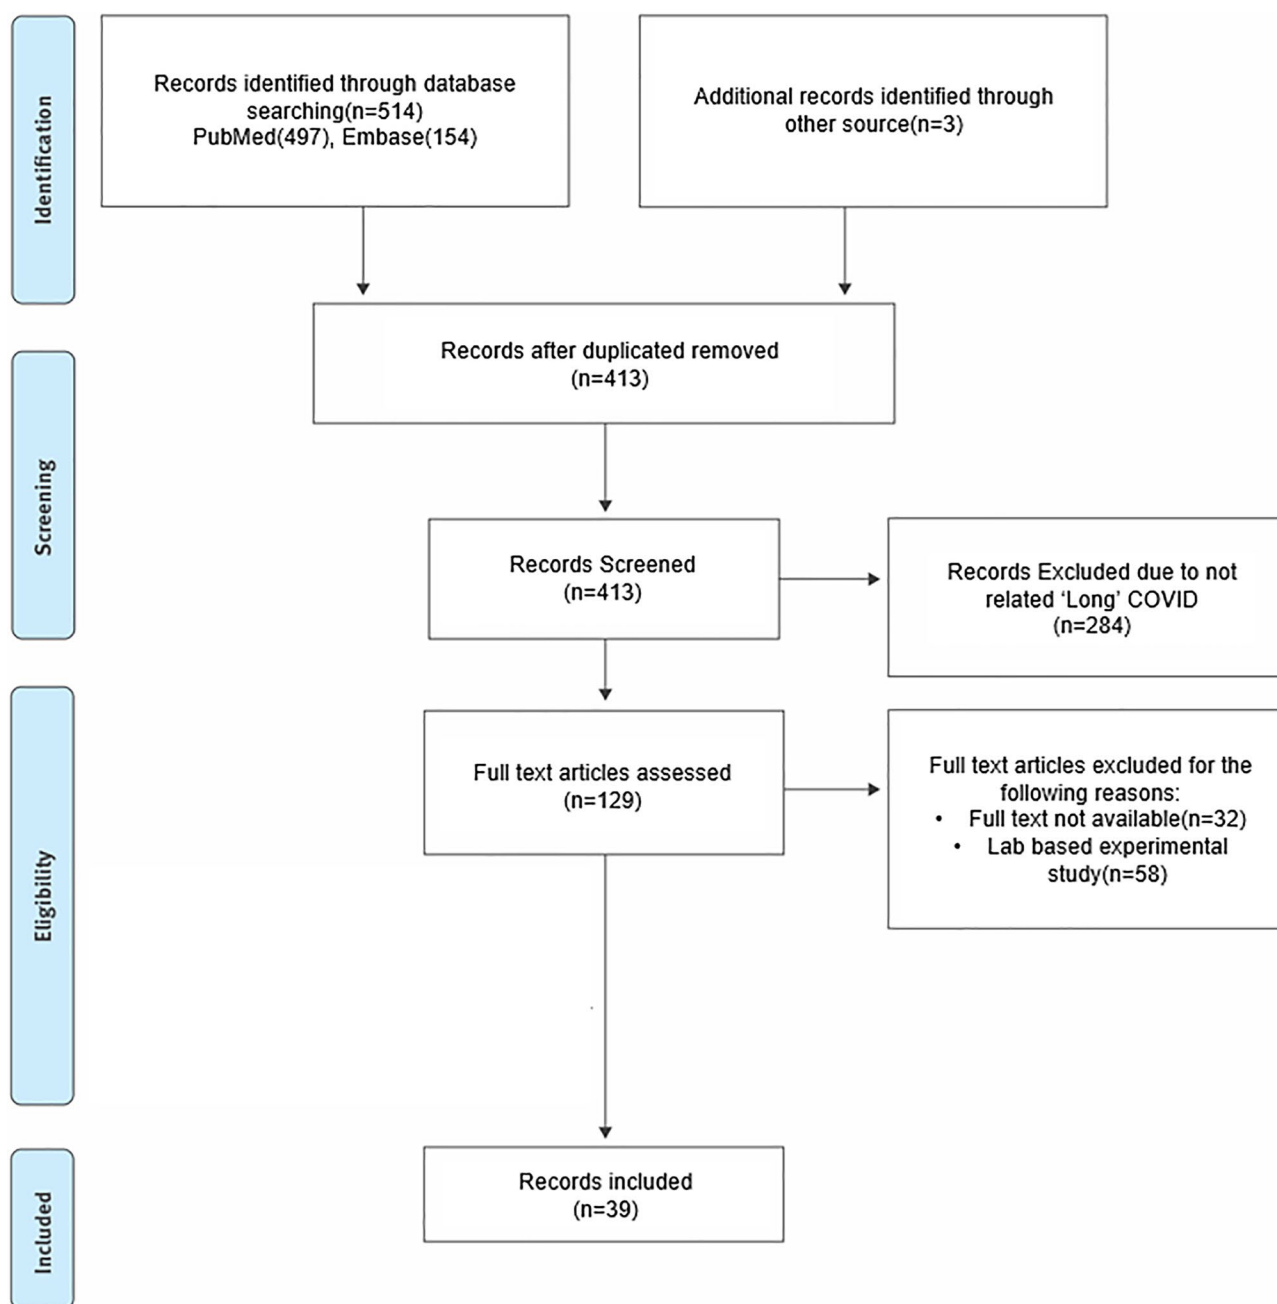 Identification
Records identified through database
searching(n=514)
PubMed(497), Embase(154)
Additional records identified through
other source(n=3)
Records after duplicated removed
(n=413)
Screening
Records Screened
(n=413)
Records Excluded due to not
related ‘Long’ COVID
(n=284)
Eligibility
Full text articles assessed
(n=129)
Full text articles excluded for the
following reasons:
• Full text not available(n=32)
• Lab based experimental
study(n=58)
Included
Records included
(n=39)